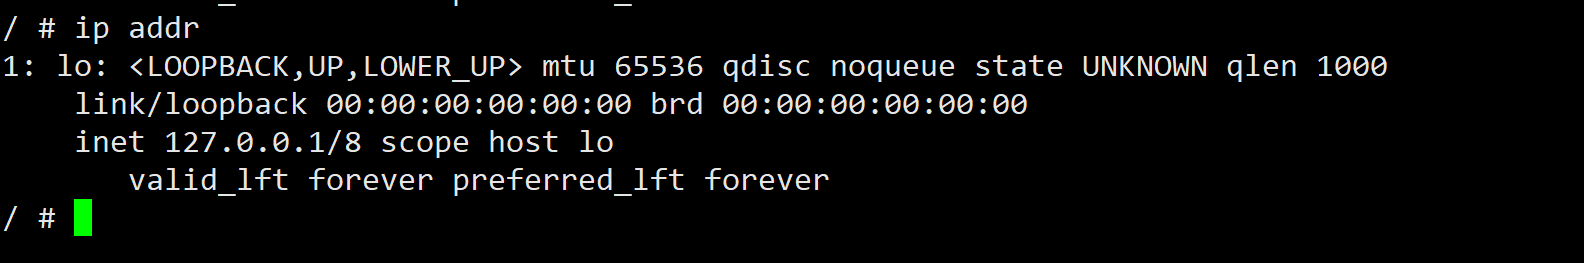 / # ip addr
1: lo: <LOOPBACK,UP,LOWER_UP> mtu 65536 qdisc noqueue state UNKNOWN qlen 1000
    link/loopback 00:00:00:00:00:00 brd 00:00:00:00:00:00
    inet 127.0.0.1/8 scope host lo
       valid_lft forever preferred_lft forever
/ #